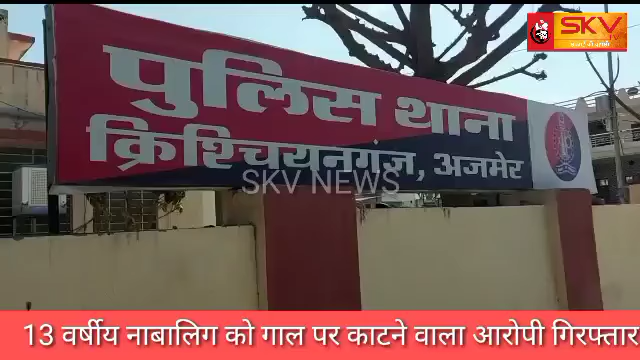 SKV
पुलिस थाना
क्रिश्चियनगंज, अजमेर
SKV NEWS
13 वर्षीय नाबालिग को गाल पर काटने वाला आरोपी गिरफ्तार